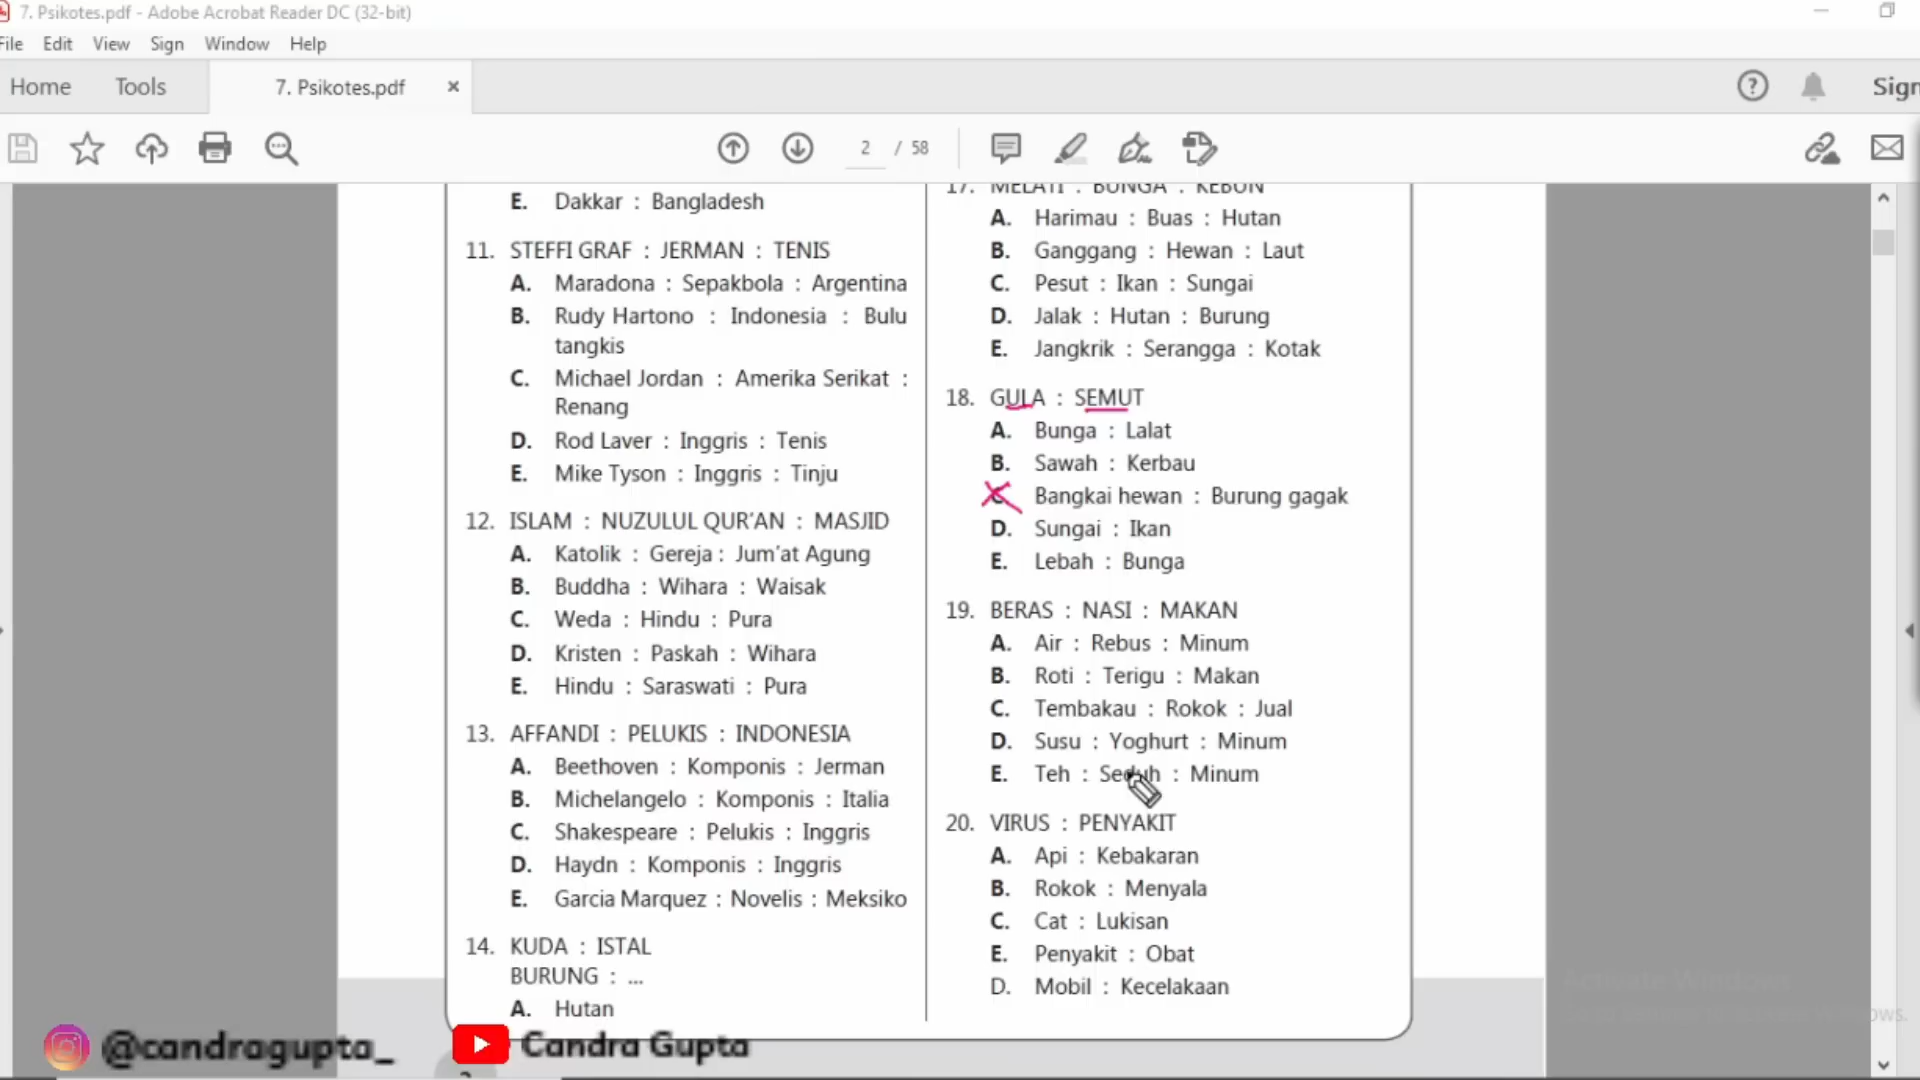 7. Psikotes.pdf - Adobe Acrobat Reader DC (32-bit)
File Edit View Sign Window Help
Home Tools 7. Psikotes.pdf × Sign
2 / 58
E. Dakkar : Bangladesh
11. STEFFI GRAF : JERMAN : TENIS
A. Maradona : Sepakbola : Argentina
B. Rudy Hartono : Indonesia : Bulu
tangkis
C. Michael Jordan : Amerika Serikat :
Renang
D. Rod Laver : Inggris : Tenis
E. Mike Tyson : Inggris : Tinju
12. ISLAM : NUZULUL QUR'AN : MASJID
A. Katolik : Gereja : Jum'at Agung
B. Buddha : Wihara : Waisak
C. Weda : Hindu : Pura
D. Kristen : Paskah : Wihara
E. Hindu : Saraswati : Pura
13. AFFANDI : PELUKIS : INDONESIA
A. Beethoven : Komponis : Jerman
B. Michelangelo : Komponis : Italia
C. Shakespeare : Pelukis : Inggris
D. Haydn : Komponis : Inggris
E. Garcia Marquez : Novelis : Meksiko
14. KUDA : ISTAL
BURUNG : ...
A. Hutan
17. MELATI : BUNGA : KEBUN
A. Harimau : Buas : Hutan
B. Ganggang : Hewan : Laut
C. Pesut : Ikan : Sungai
D. Jalak : Hutan : Burung
E. Jangkrik : Serangga : Kotak
18. GULA : SEMUT
A. Bunga : Lalat
B. Sawah : Kerbau
C. Bangkai hewan : Burung gagak
D. Sungai : Ikan
E. Lebah : Bunga
19. BERAS : NASI : MAKAN
A. Air : Rebus : Minum
B. Roti : Terigu : Makan
C. Tembakau : Rokok : Jual
D. Susu : Yoghurt : Minum
E. Teh : Seduh : Minum
20. VIRUS : PENYAKIT
A. Api : Kebakaran
B. Rokok : Menyala
C. Cat : Lukisan
E. Penyakit : Obat
D. Mobil : Kecelakaan
Activate Windows
@candragupta_ Candra Gupta